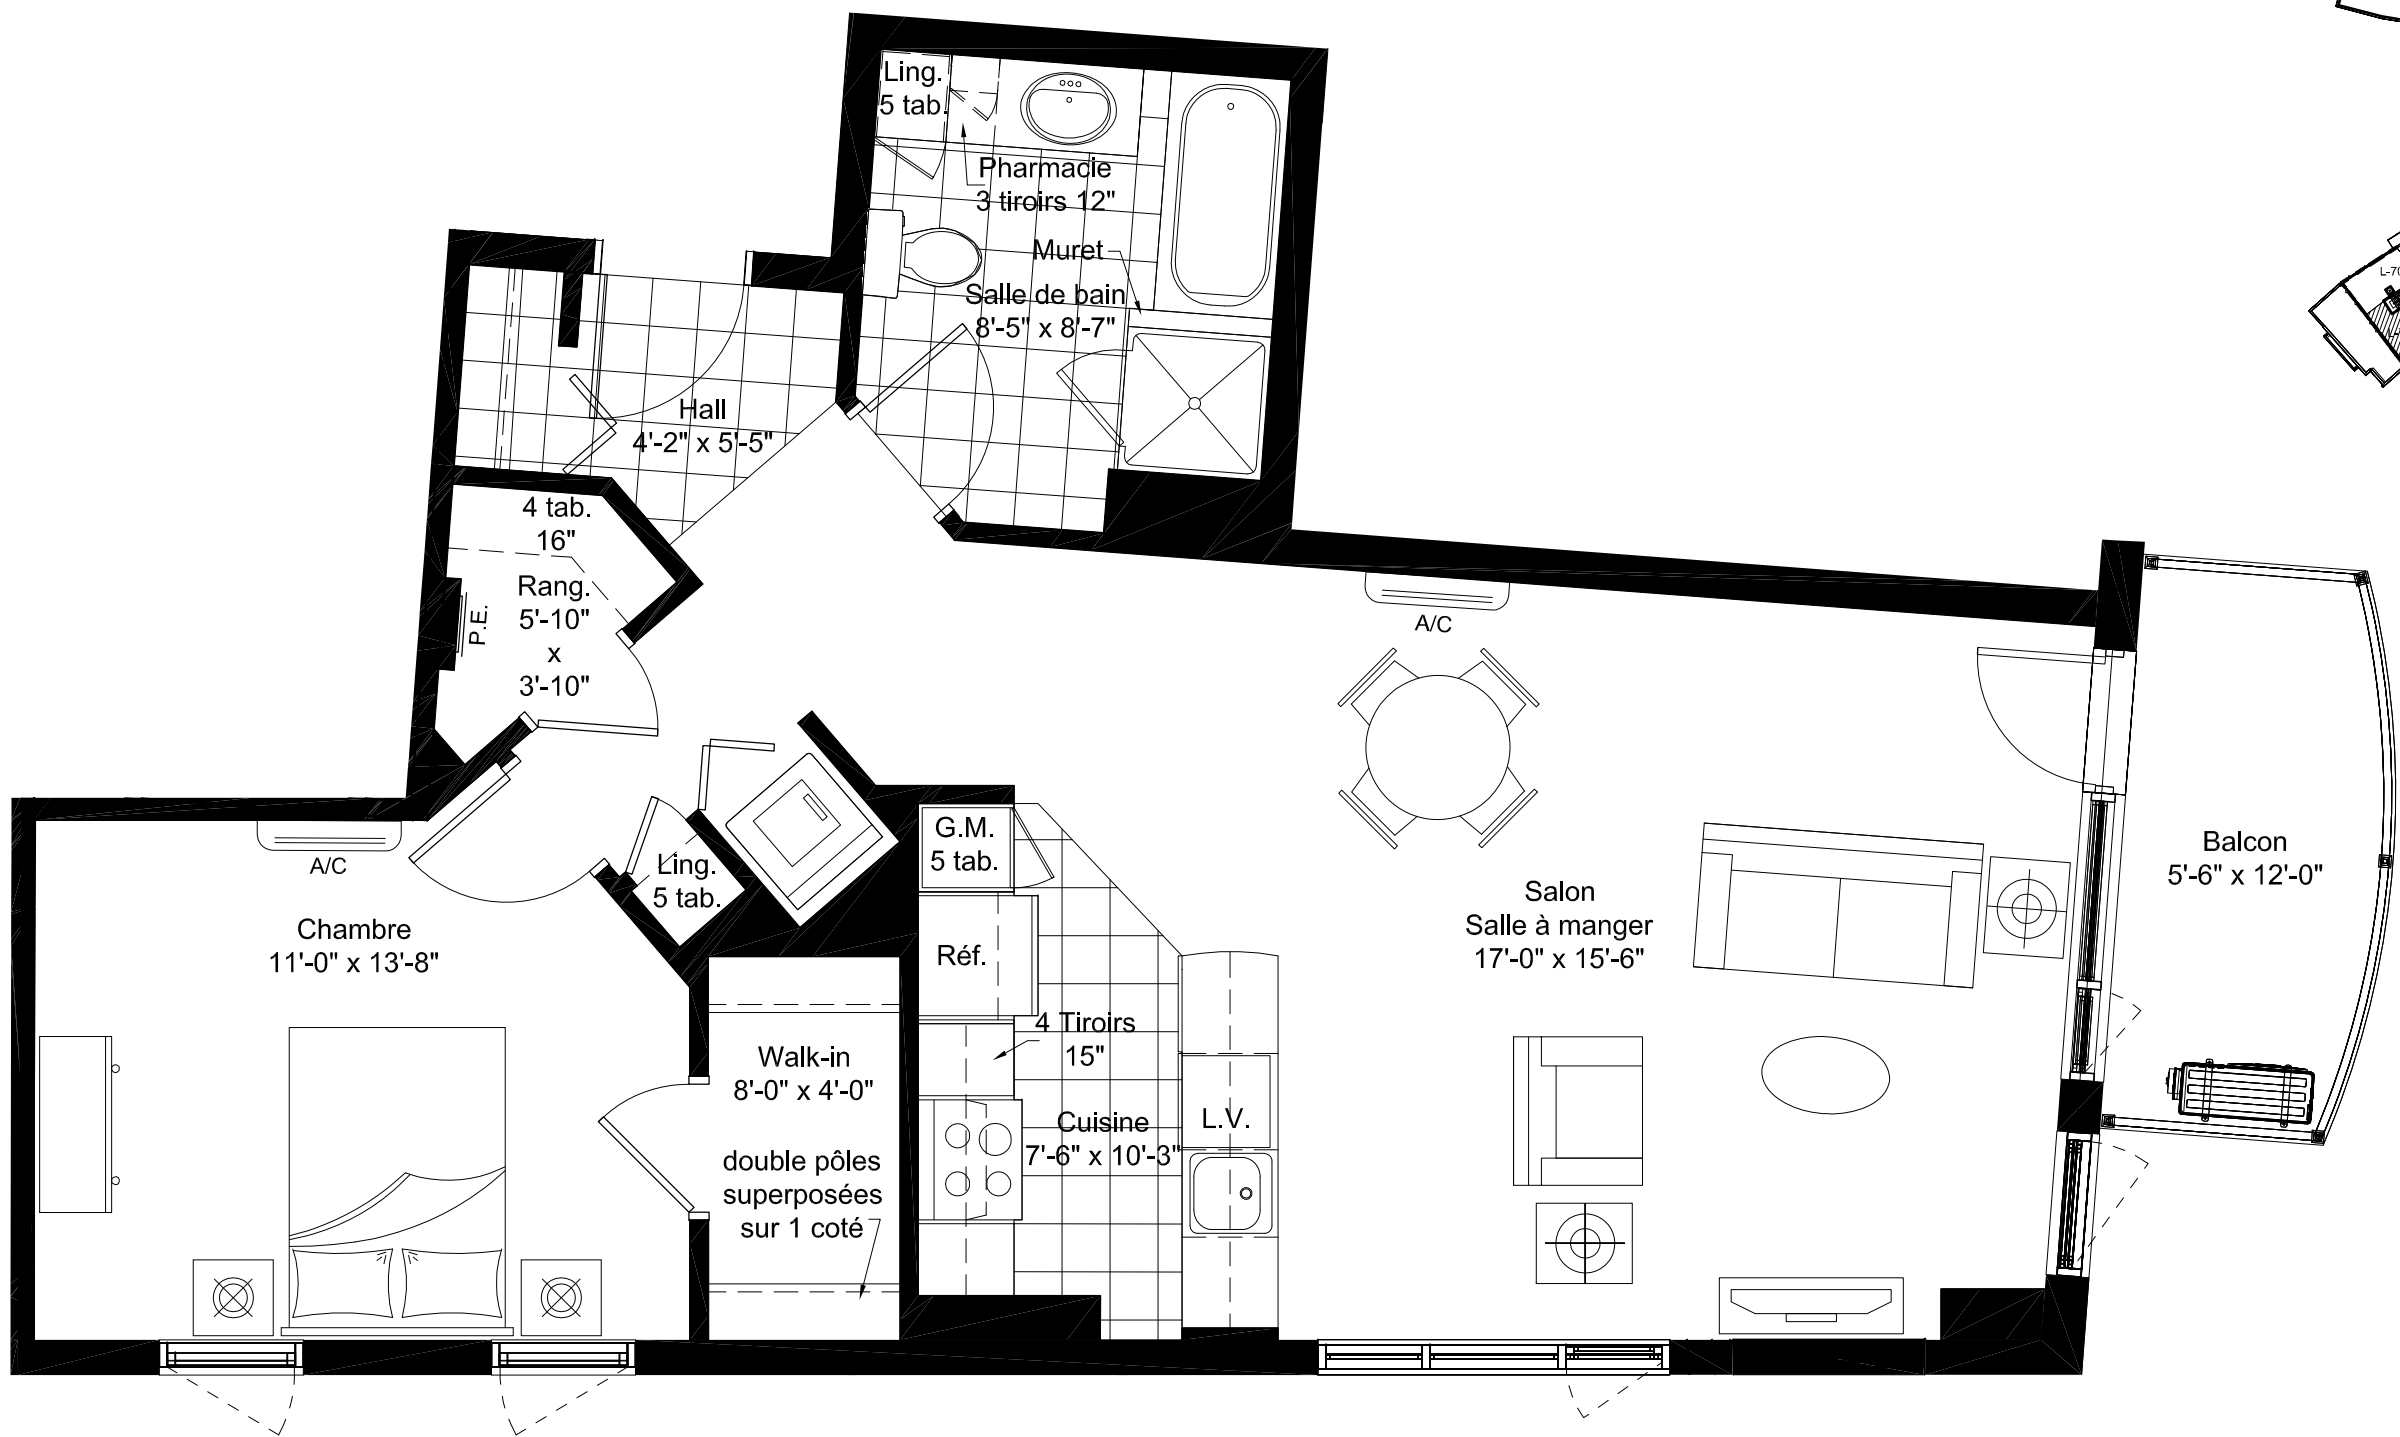 Ling.
5 tab.
Pharmacie
3 tiroirs 12"
Muret
Salle de bain
8'-5" x 8'-7"
Hall
4'-2" x 5'-5"
4 tab.
16"
Rang.
5'-10"
x
3'-10"
P.E.
A/C
A/C
Ling.
5 tab.
G.M.
5 tab.
Réf.
Chambre
11'-0" x 13'-8"
Walk-in
8'-0" x 4'-0"
double pôles
superposées
sur 1 coté
4 Tiroirs
15"
Cuisine
7'-6" x 10'-3"
L.V.
Salon
Salle à manger
17'-0" x 15'-6"
Balcon
5'-6" x 12'-0"